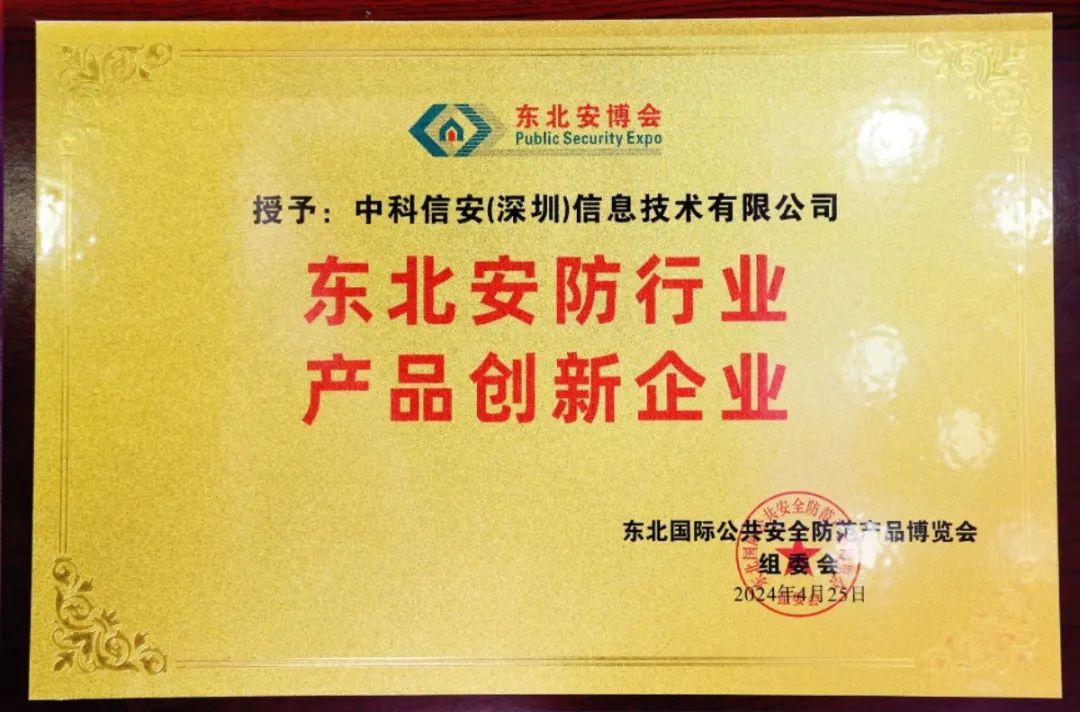 东北安博会
Public Security Expo
授予：中科信安(深圳)信息技术有限公司
东北安防行业
产品创新企业
东北国际公共安全防范产品博览会
组委会
2024年4月25日
组委会